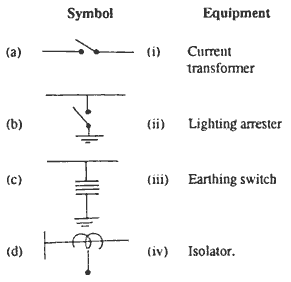 Symbol Equipment
(a) (i) Current
transformer
(b) (ii) Lighting arrester
(c) (iii) Earthing switch
(d) (iv) Isolator.